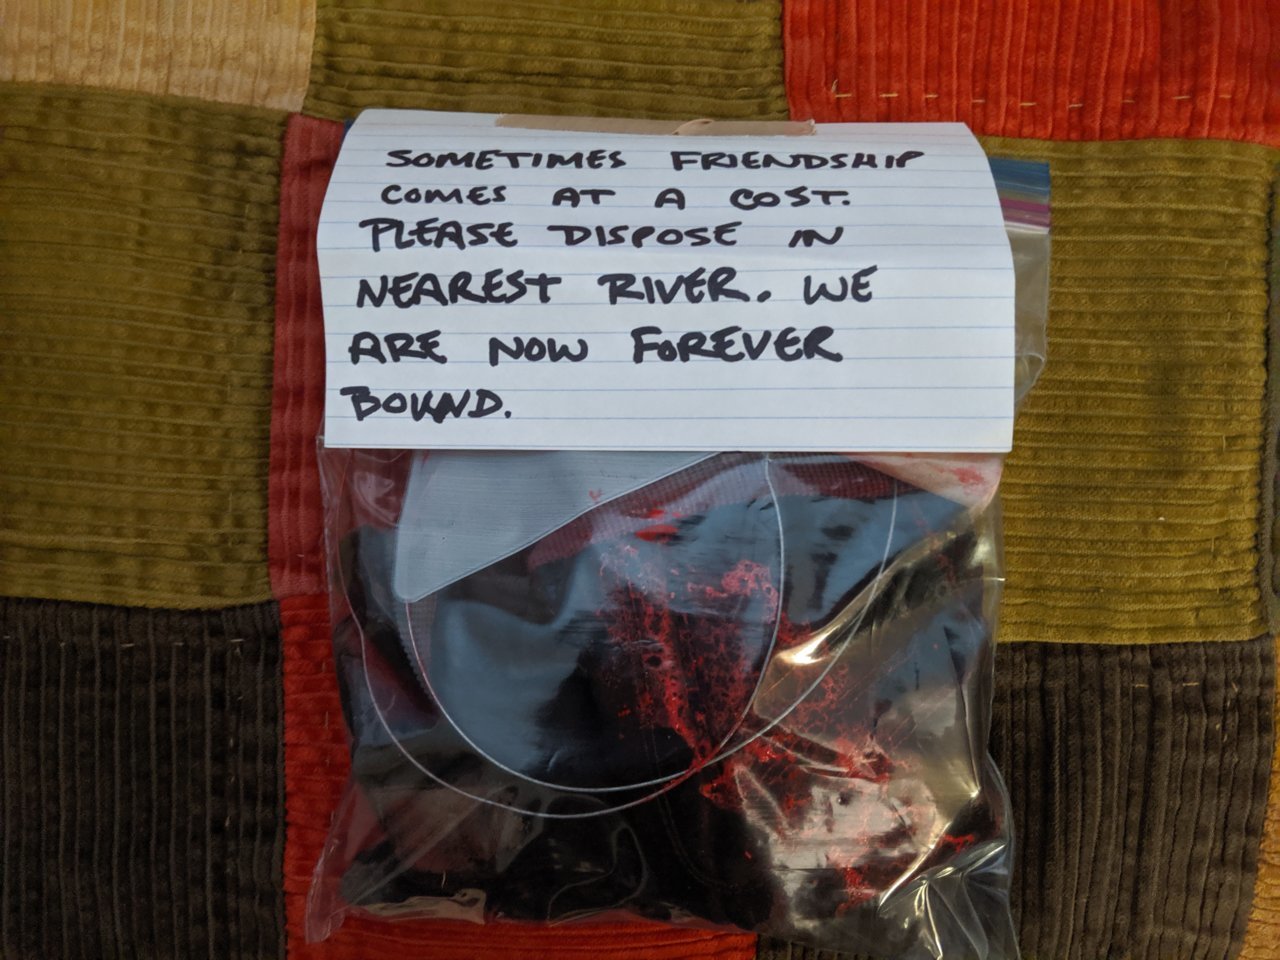 SOMETIMES FRIENDSHIP
COMES AT A COST.
PLEASE DISPOSE IN
NEAREST RIVER. WE
ARE NOW FOREVER
BOUND.